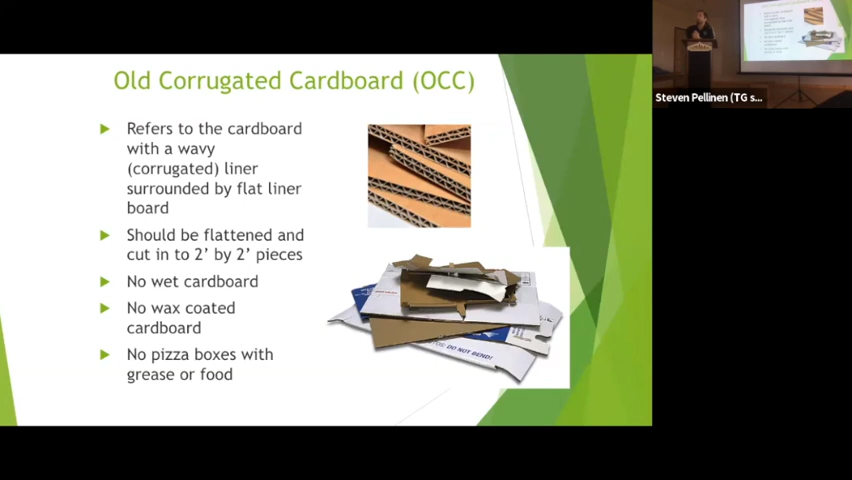 Old Corrugated Cardboard (OCC)
Refers to the cardboard
with a wavy
(corrugated) liner
surrounded by flat liner
board
Should be flattened and
cut in to 2’ by 2’ pieces
No wet cardboard
No wax coated
cardboard
No pizza boxes with
grease or food
DO NOT BEND!
Steven Pellinen (TG s...